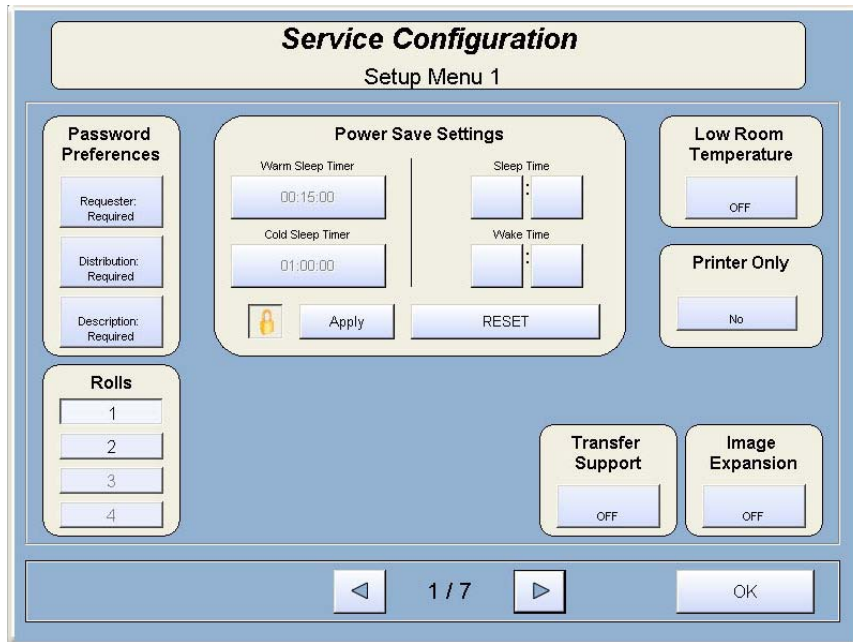 Service Configuration
Setup Menu 1
Password
Preferences
Requester:
Required
Distribution:
Required
Description:
Required
Power Save Settings
Warm Sleep Timer
00:15:00
Cold Sleep Timer
01:00:00
Sleep Time
:
Wake Time
:
Apply
RESET
Low Room
Temperature
OFF
Printer Only
No
Rolls
1
2
3
4
Transfer
Support
OFF
Image
Expansion
OFF
1 / 7
OK